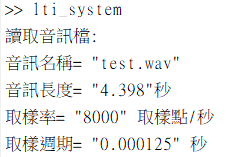 >> lti_system
讀取音訊檔:
音訊名稱= "test.wav"
音訊長度= "4.398"秒
取樣率= "8000" 取樣點/秒
取樣週期= "0.000125" 秒